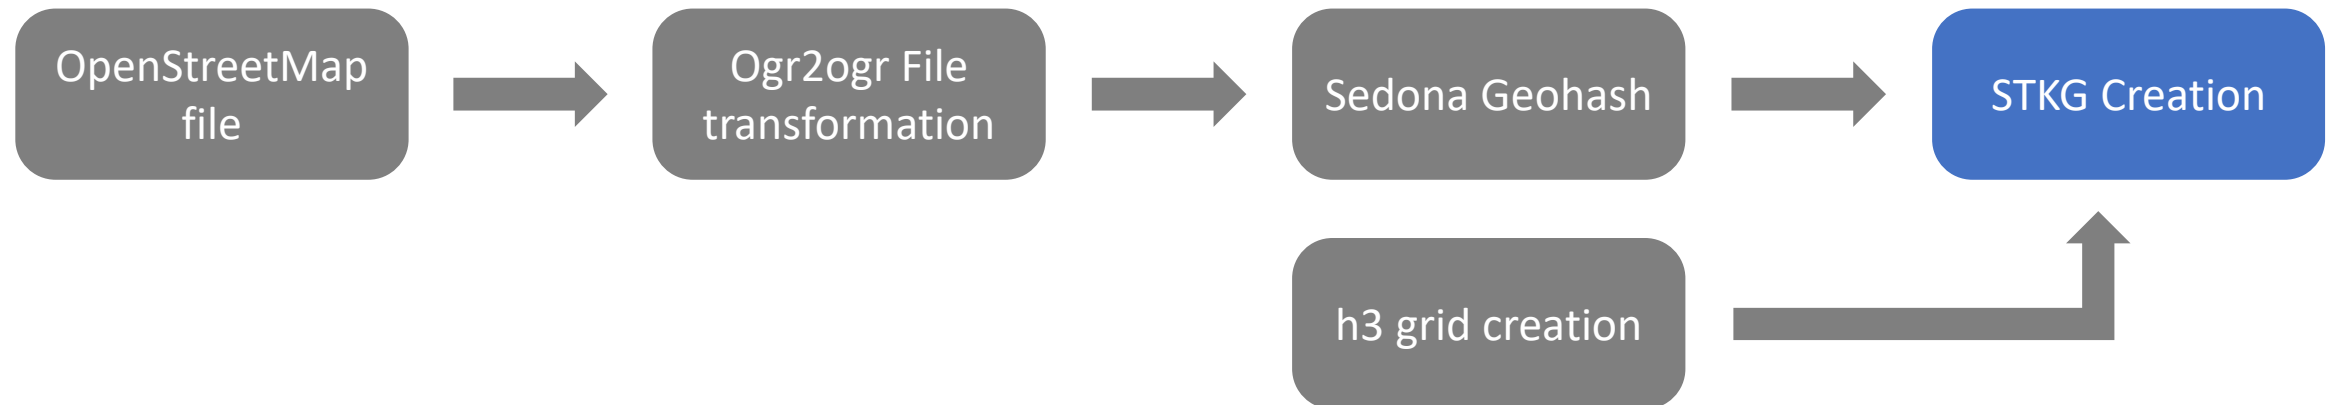 OpenStreetMap
file
Ogr2ogr File
transformation
Sedona Geohash
STKG Creation
h3 grid creation